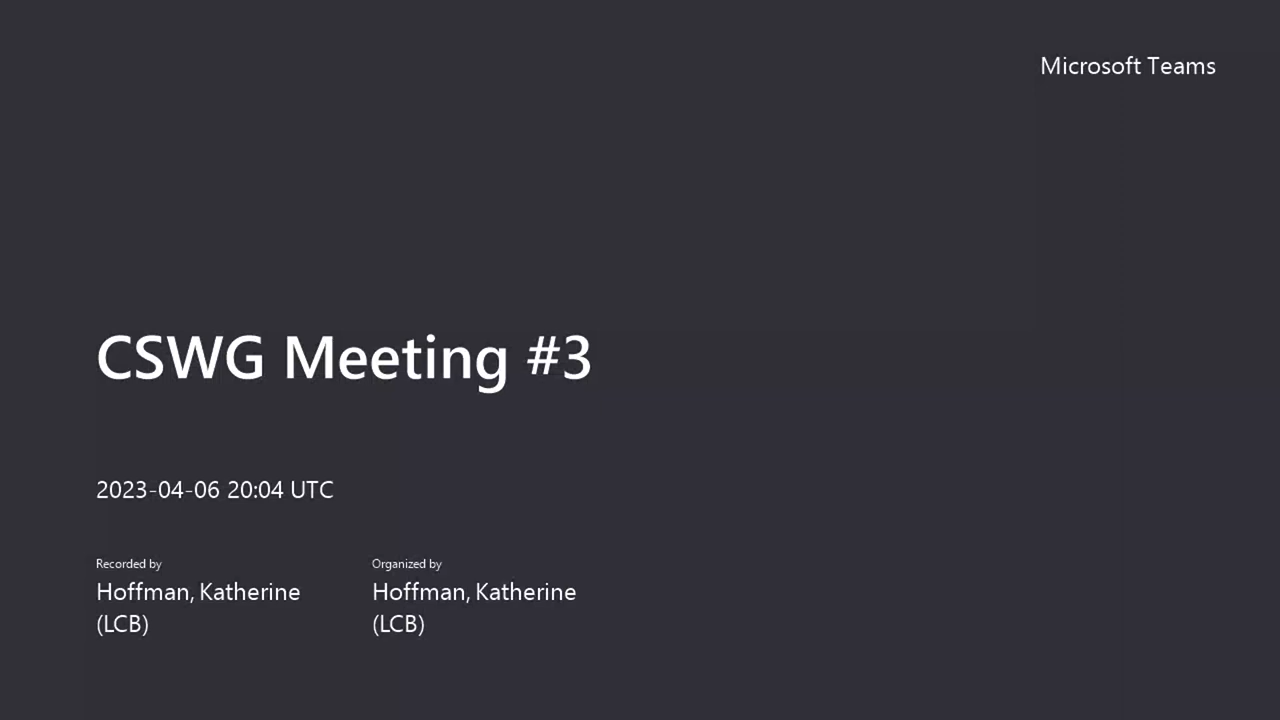 Microsoft Teams
CSWG Meeting #3
2023-04-06 20:04 UTC
Recorded by
Hoffman, Katherine
(LCB)
Organized by
Hoffman, Katherine
(LCB)